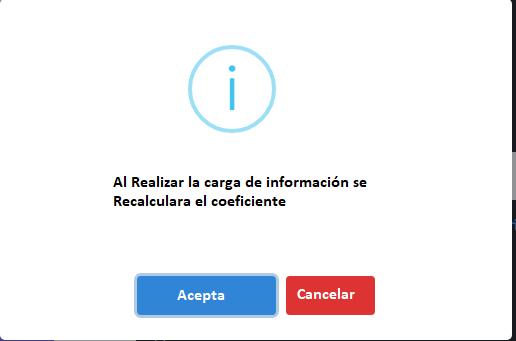 i
Al Realizar la carga de información se
Recalculara el coeficiente
Acepta
Cancelar